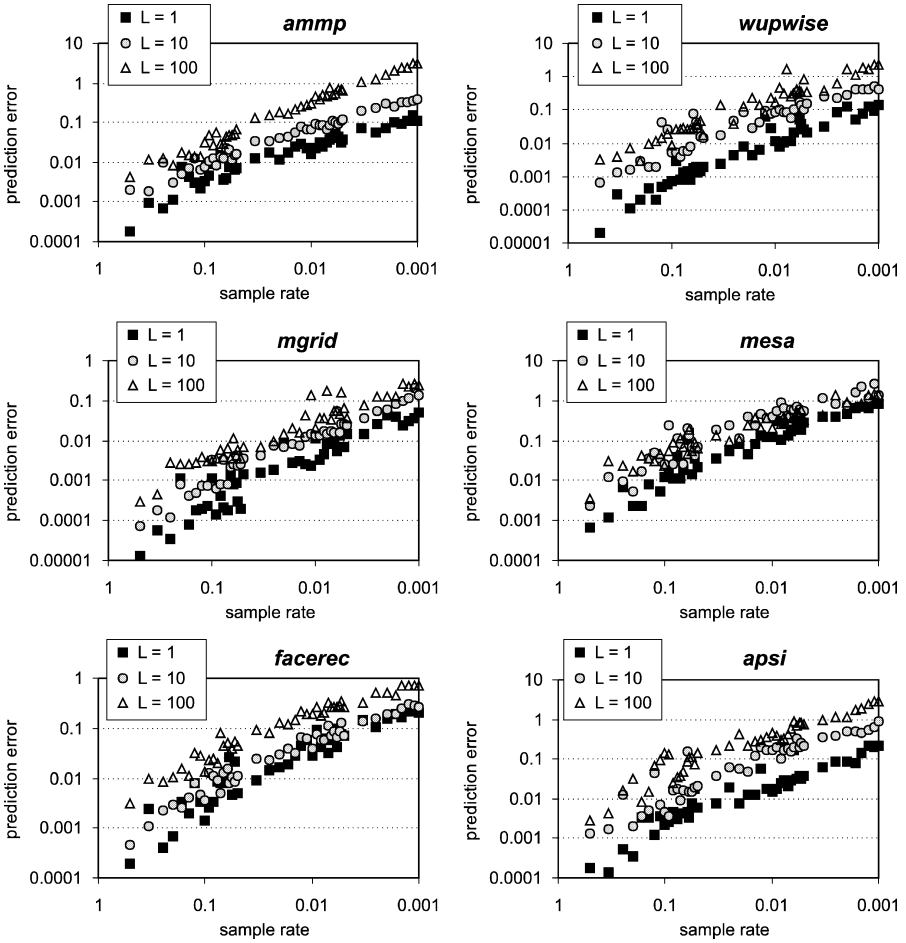 L = 1
L = 10
L = 100
ammp
prediction error
10
1
0.1
0.01
0.001
0.0001
1
0.1
0.01
0.001
sample rate
L = 1
L = 10
L = 100
wupwise
prediction error
10
1
0.1
0.01
0.001
0.0001
0.00001
1
0.1
0.01
0.001
sample rate
L = 1
L = 10
L = 100
mgrid
prediction error
1
0.1
0.01
0.001
0.0001
0.00001
1
0.1
0.01
0.001
sample rate
L = 1
L = 10
L = 100
mesa
prediction error
10
1
0.1
0.01
0.001
0.0001
1
0.1
0.01
0.001
sample rate
L = 1
L = 10
L = 100
facerec
prediction error
1
0.1
0.01
0.001
0.0001
1
0.1
0.01
0.001
sample rate
L = 1
L = 10
L = 100
apsi
prediction error
10
1
0.1
0.01
0.001
0.0001
1
0.1
0.01
0.001
sample rate